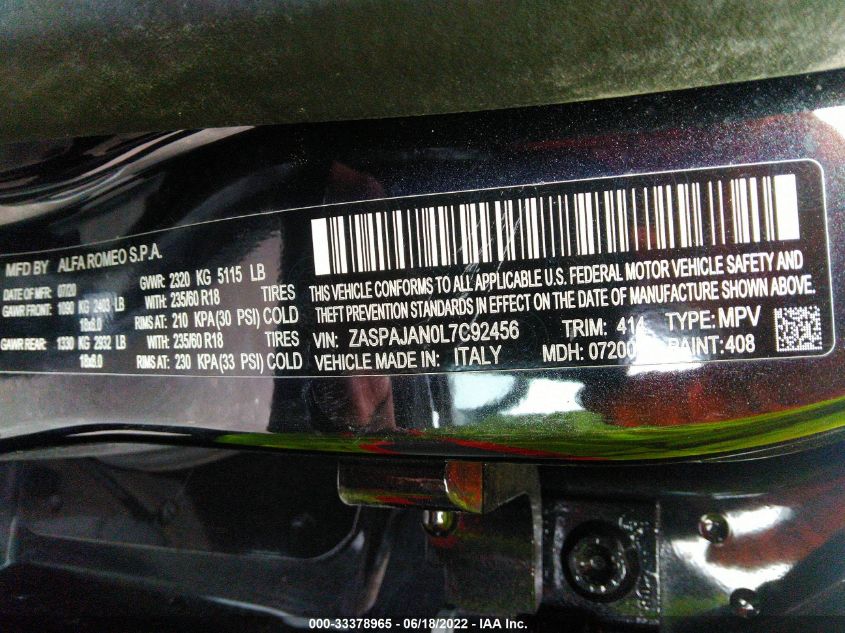 MFD BY ALFA ROMEO S.P.A.
DATE OF MFR: 07/20 GVWR: 2320 KG 5115 LB
GAWR FRONT: 1090 KG 2403 LB WITH: 235/60 R18 TIRES
18x8.0 RIMS AT: 210 KPA(30 PSI) COLD
GAWR REAR: 1330 KG 2932 LB WITH: 235/60 R18 TIRES
18x8.0 RIMS AT: 230 KPA(33 PSI) COLD
THIS VEHICLE CONFORMS TO ALL APPLICABLE U.S. FEDERAL MOTOR VEHICLE SAFETY AND
THEFT PREVENTION STANDARDS IN EFFECT ON THE DATE OF MANUFACTURE SHOWN ABOVE.
VIN: ZASPAJAN0L7C92456 TRIM: 414 TYPE: MPV
VEHICLE MADE IN: ITALY MDH: PAINT: 408
000-33378965 - 06/18/2022 - IAA Inc.